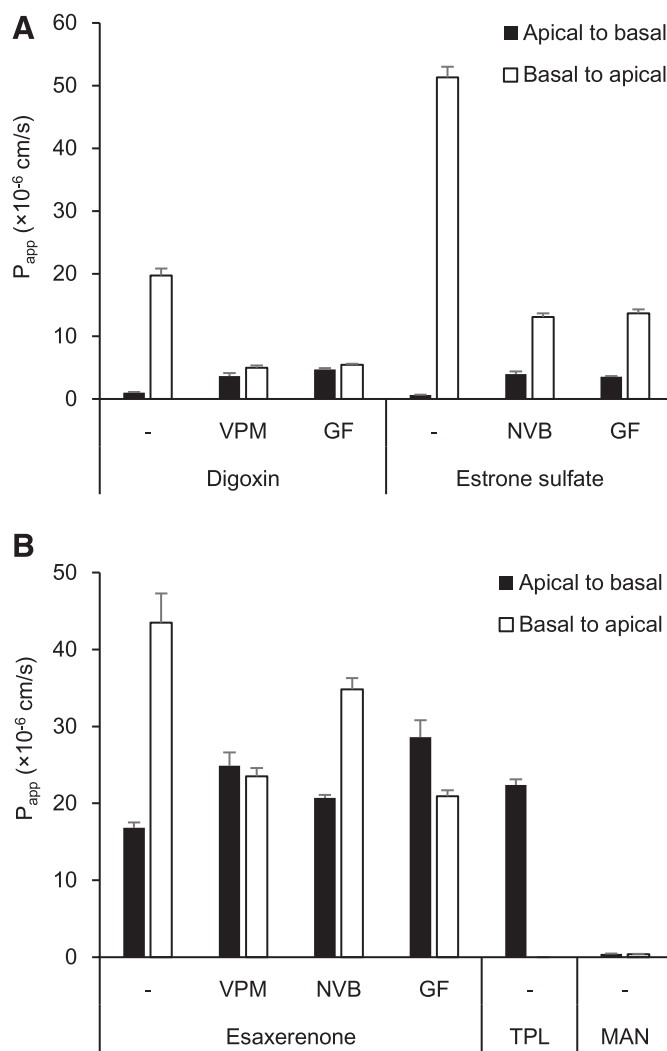 A
60
50
40
30
20
10
0
Papp (×10-6 cm/s)
Apical to basal
Basal to apical
- VPM GF - NVB GF
Digoxin Estrone sulfate
B
50
40
30
20
10
0
Papp (×10-6 cm/s)
Apical to basal
Basal to apical
- VPM NVB GF - -
Esaxerenone TPL MAN